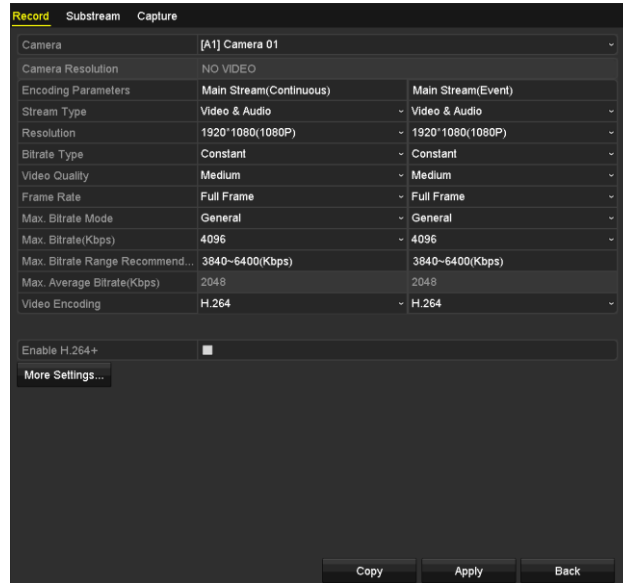 Record Substream Capture
Camera [A1] Camera 01
Camera Resolution NO VIDEO
Encoding Parameters Main Stream(Continuous) Main Stream(Event)
Stream Type Video & Audio Video & Audio
Resolution 1920*1080(1080P) 1920*1080(1080P)
Bitrate Type Constant Constant
Video Quality Medium Medium
Frame Rate Full Frame Full Frame
Max. Bitrate Mode General General
Max. Bitrate(Kbps) 4096 4096
Max. Bitrate Range Recommend... 3840~6400(Kbps) 3840~6400(Kbps)
Max. Average Bitrate(Kbps) 2048 2048
Video Encoding H.264 H.264
Enable H.264+
More Settings...
Copy Apply Back